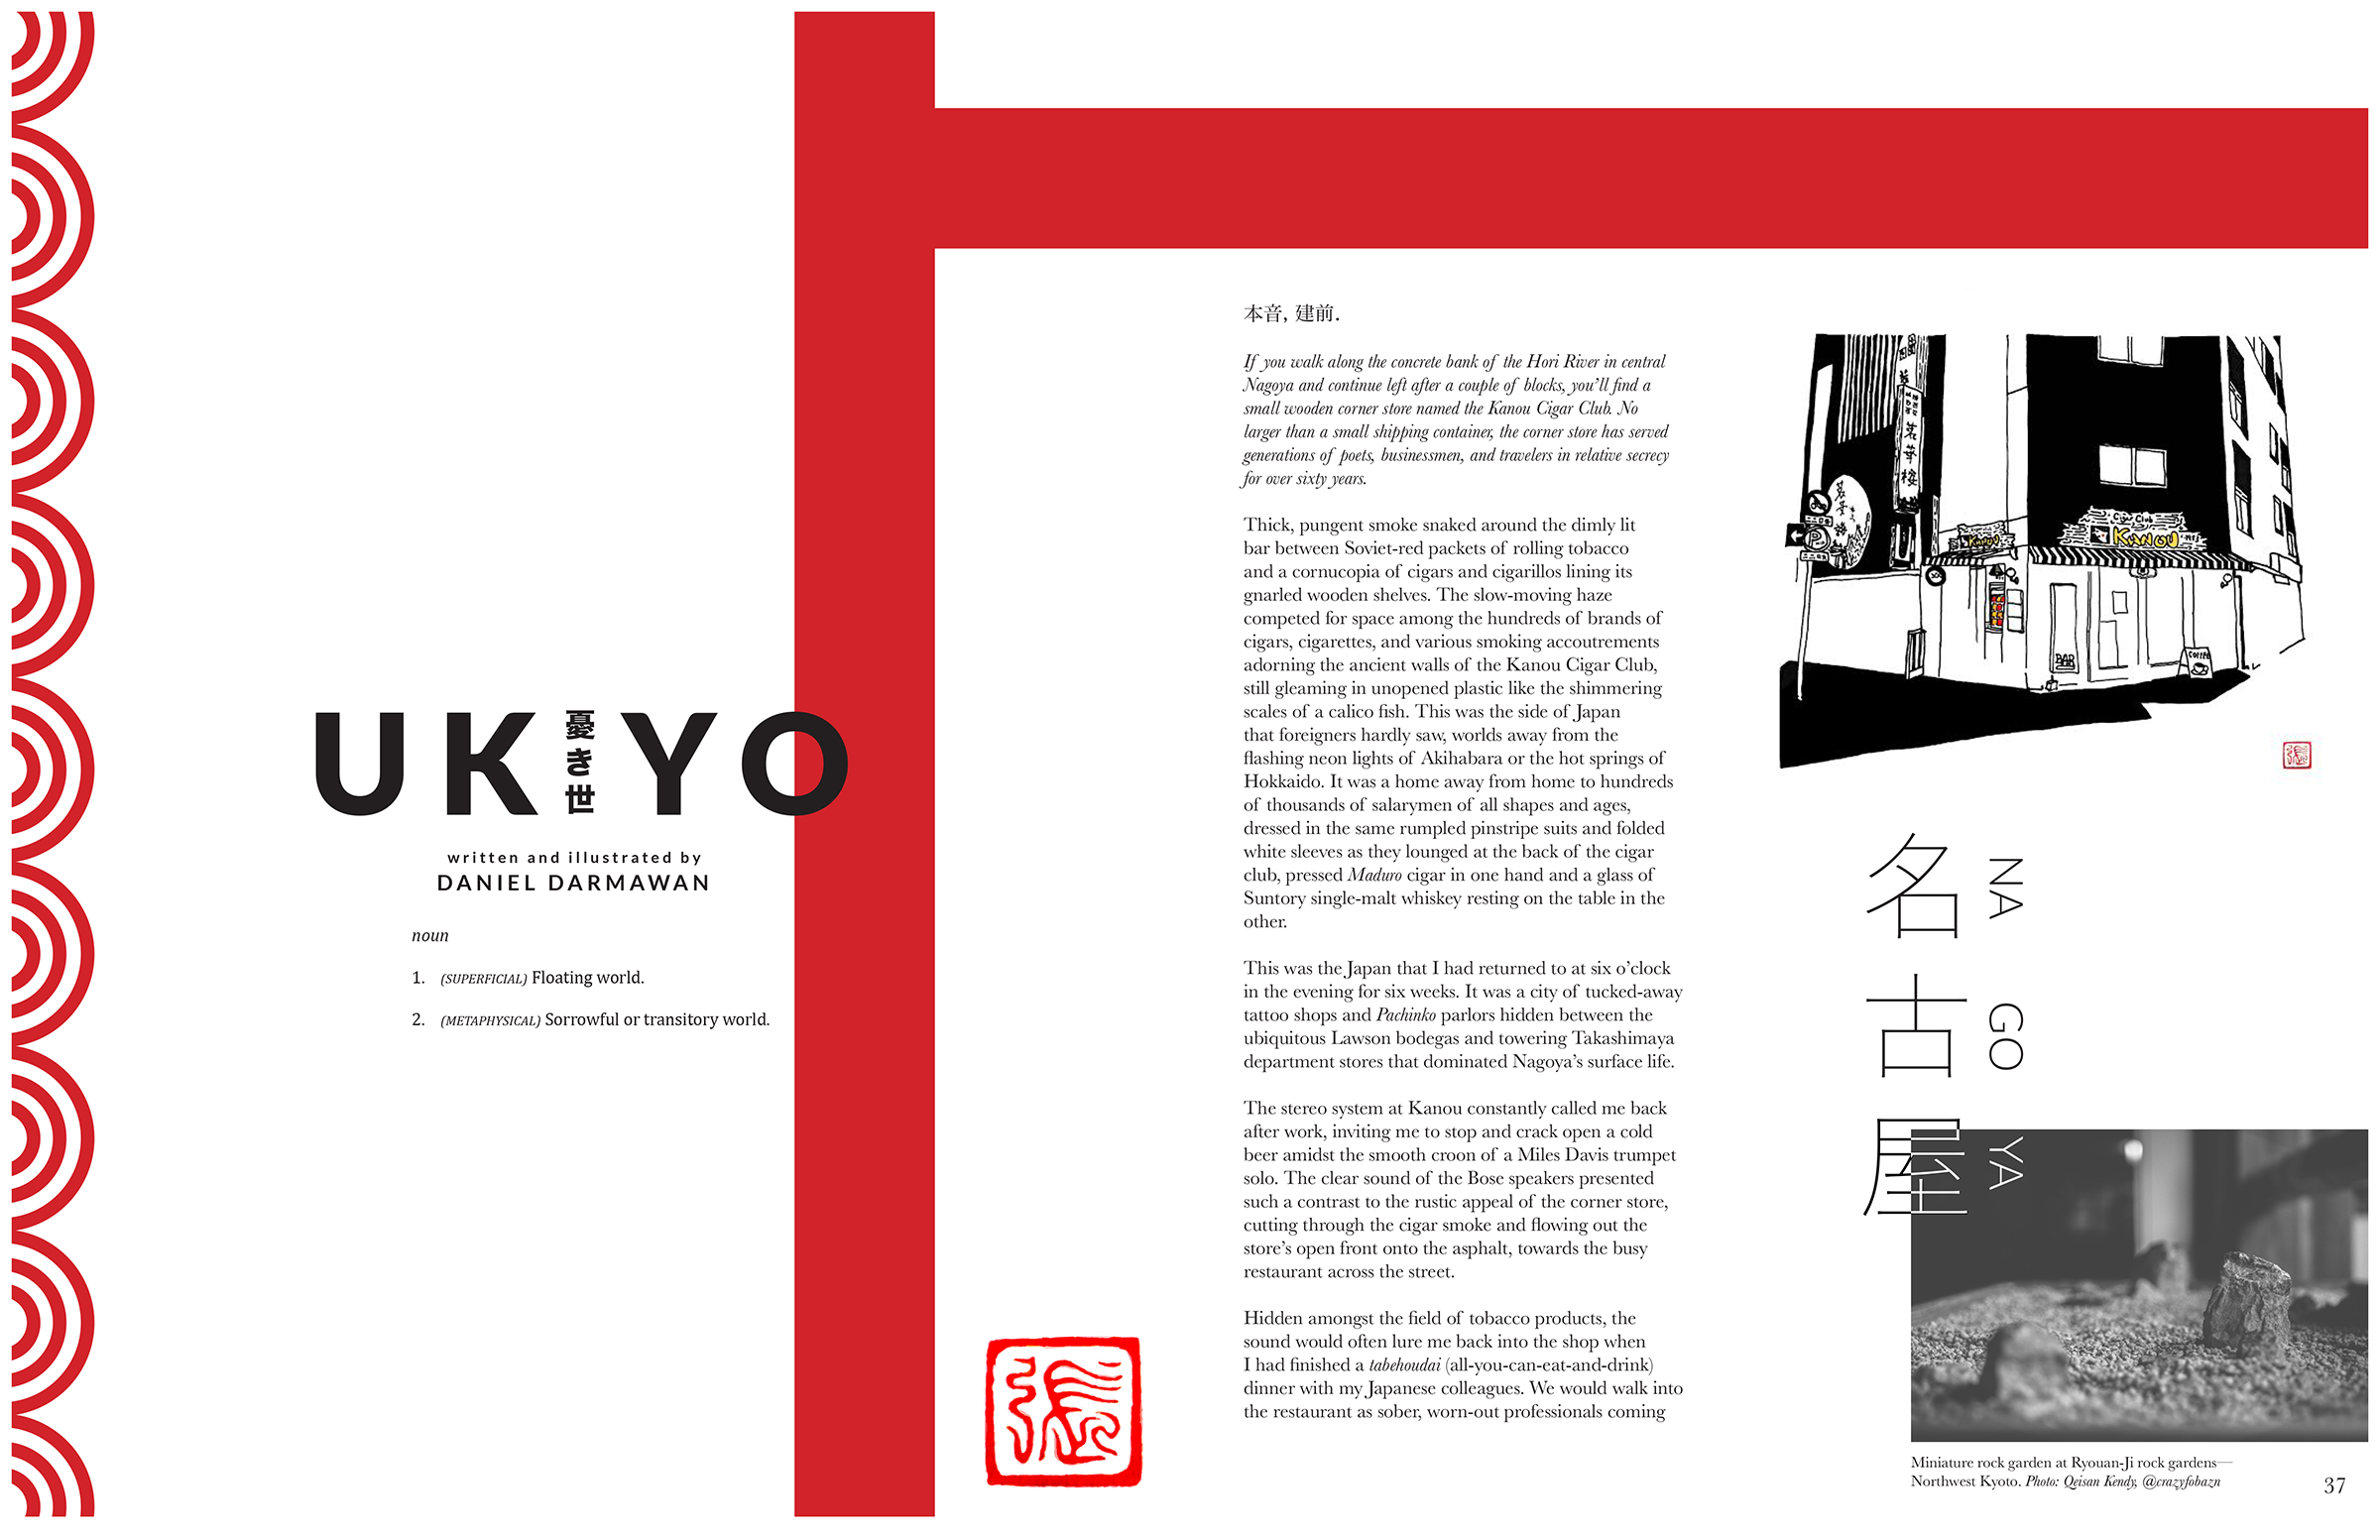 UK憂き世YO
written and illustrated by
DANIEL DARMAWAN
noun
1. (SUPERFICIAL) Floating world.
2. (METAPHYSICAL) Sorrowful or transitory world.
本音, 建前.
If you walk along the concrete bank of the Hori River in central
Nagoya and continue left after a couple of blocks, you’ll find a
small wooden corner store named the Kanou Cigar Club. No
larger than a small shipping container, the corner store has served
generations of poets, businessmen, and travelers in relative secrecy
for over sixty years.
Thick, pungent smoke snaked around the dimly lit
bar between Soviet-red packets of rolling tobacco
and a cornucopia of cigars and cigarillos lining its
gnarled wooden shelves. The slow-moving haze
competed for space among the hundreds of brands of
cigars, cigarettes, and various smoking accoutrements
adorning the ancient walls of the Kanou Cigar Club,
still gleaming in unopened plastic like the shimmering
scales of a calico fish. This was the side of Japan
that foreigners hardly saw, worlds away from the
flashing neon lights of Akihabara or the hot springs of
Hokkaido. It was a home away from home to hundreds
of thousands of salarymen of all shapes and ages,
dressed in the same rumpled pinstripe suits and folded
white sleeves as they lounged at the back of the cigar
club, pressed Maduro cigar in one hand and a glass of
Suntory single-malt whiskey resting on the table in the
other.
This was the Japan that I had returned to at six o’clock
in the evening for six weeks. It was a city of tucked-away
tattoo shops and Pachinko parlors hidden between the
ubiquitous Lawson bodegas and towering Takashimaya
department stores that dominated Nagoya’s surface life.
The stereo system at Kanou constantly called me back
after work, inviting me to stop and crack open a cold
beer amidst the smooth croon of a Miles Davis trumpet
solo. The clear sound of the Bose speakers presented
such a contrast to the rustic appeal of the corner store,
cutting through the cigar smoke and flowing out the
store’s open front onto the asphalt, towards the busy
restaurant across the street.
Hidden amongst the field of tobacco products, the
sound would often lure me back into the shop when
I had finished a tabehoudai (all-you-can-eat-and-drink)
dinner with my Japanese colleagues. We would walk into
the restaurant as sober, worn-out professionals coming
Cigar Club
KANOU
KANOU
BAR
COFFEE
名古屋
NA GO YA
Miniature rock garden at Ryouan-Ji rock gardens—
Northwest Kyoto. Photo: Qeisan Kendy, @crazyfobazn
37